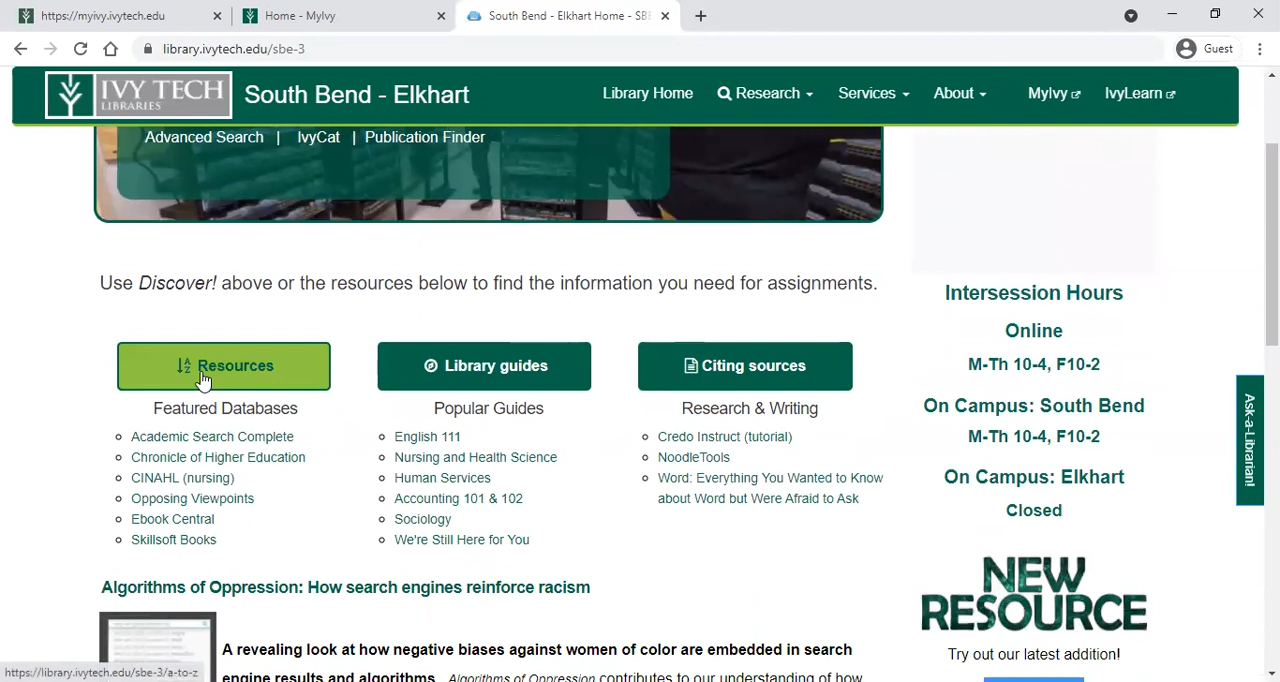 https://myivy.ivytech.edu
Home - MyIvy
South Bend - Elkhart Home - SBE
library.ivytech.edu/sbe-3
Guest
IVY TECH
LIBRARIES
South Bend - Elkhart
Library Home
Research
Services
About
MyIvy
IvyLearn
Advanced Search | IvyCat | Publication Finder
Use Discover! above or the resources below to find the information you need for assignments.
Resources
Featured Databases
Academic Search Complete
Chronicle of Higher Education
CINAHL (nursing)
Opposing Viewpoints
Ebook Central
Skillsoft Books
Library guides
Popular Guides
English 111
Nursing and Health Science
Human Services
Accounting 101 & 102
Sociology
We're Still Here for You
Citing sources
Research & Writing
Credo Instruct (tutorial)
NoodleTools
Word: Everything You Wanted to Know
about Word but Were Afraid to Ask
Algorithms of Oppression: How search engines reinforce racism
A revealing look at how negative biases against women of color are embedded in search
engine results and algorithms. Algorithms of Oppression contributes to our understanding of how
Intersession Hours
Online
M-Th 10-4, F10-2
On Campus: South Bend
M-Th 10-4, F10-2
On Campus: Elkhart
Closed
NEW
RESOURCE
Try out our latest addition!
Ask-a-Librarian!
https://library.ivytech.edu/sbe-3/a-to-z